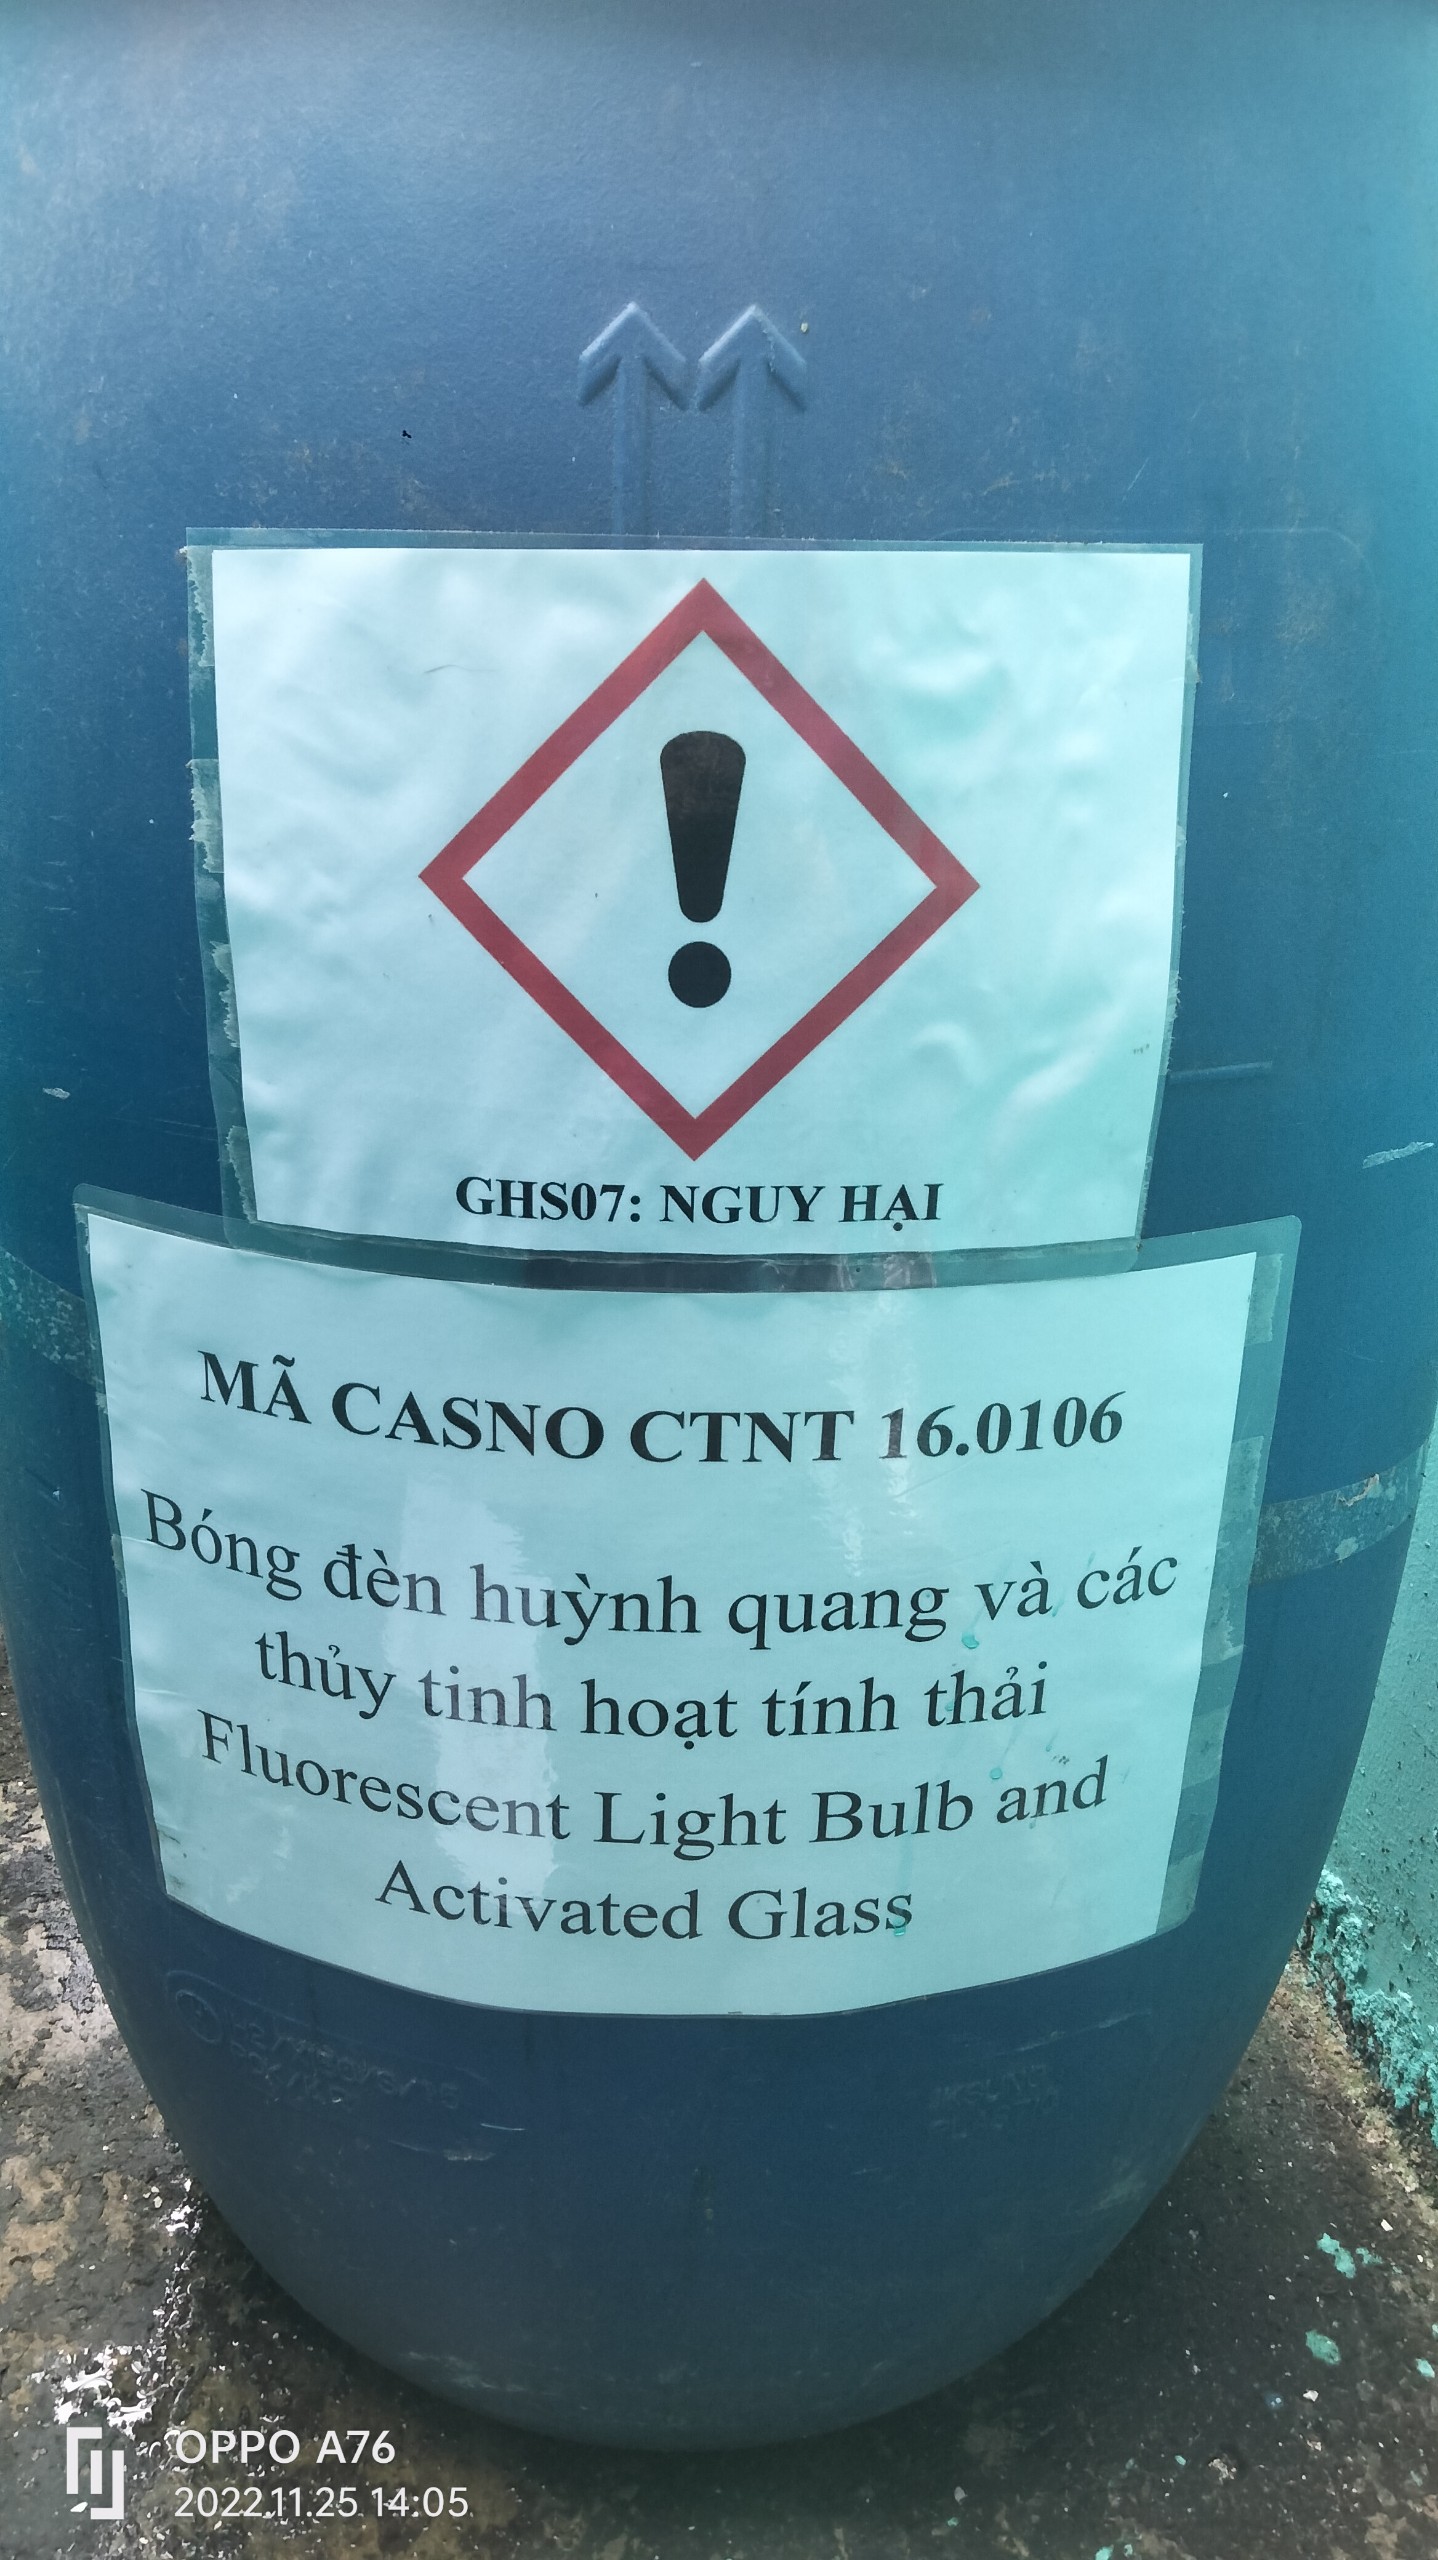 GHS07: NGUY HẠI
MÃ CASNO CTNT 16.0106
Bóng đèn huỳnh quang và các
thủy tinh hoạt tính thải
Fluorescent Light Bulb and
Activated Glass
OPPO A76
2022.11.25 14:05